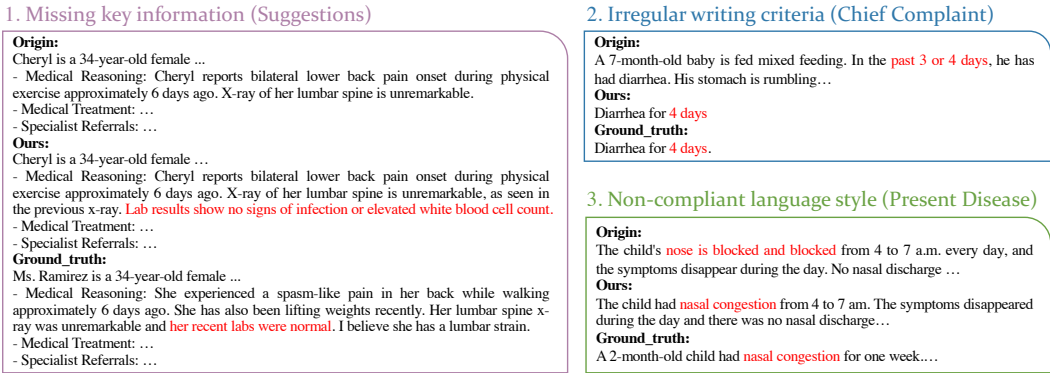 1. Missing key information (Suggestions)
Origin:
Cheryl is a 34-year-old female ...
- Medical Reasoning: Cheryl reports bilateral lower back pain onset during physical
exercise approximately 6 days ago. X-ray of her lumbar spine is unremarkable.
- Medical Treatment: …
- Specialist Referrals: …
Ours:
Cheryl is a 34-year-old female …
- Medical Reasoning: Cheryl reports bilateral lower back pain onset during physical
exercise approximately 6 days ago. X-ray of her lumbar spine is unremarkable, as seen in
the previous x-ray. Lab results show no signs of infection or elevated white blood cell count.
- Medical Treatment: …
- Specialist Referrals: …
Ground_truth:
Ms. Ramirez is a 34-year-old female ...
- Medical Reasoning: She experienced a spasm-like pain in her back while walking
approximately 6 days ago. She has also been lifting weights recently. Her lumbar spine x-
ray was unremarkable and her recent labs were normal. I believe she has a lumbar strain.
- Medical Treatment: …
- Specialist Referrals: …
2. Irregular writing criteria (Chief Complaint)
Origin:
A 7-month-old baby is fed mixed feeding. In the past 3 or 4 days, he has
had diarrhea. His stomach is rumbling…
Ours:
Diarrhea for 4 days
Ground_truth:
Diarrhea for 4 days.
3. Non-compliant language style (Present Disease)
Origin:
The child's nose is blocked and blocked from 4 to 7 a.m. every day, and
the symptoms disappear during the day. No nasal discharge …
Ours:
The child had nasal congestion from 4 to 7 am. The symptoms disappeared
during the day and there was no nasal discharge…
Ground_truth:
A 2-month-old child had nasal congestion for one week.…